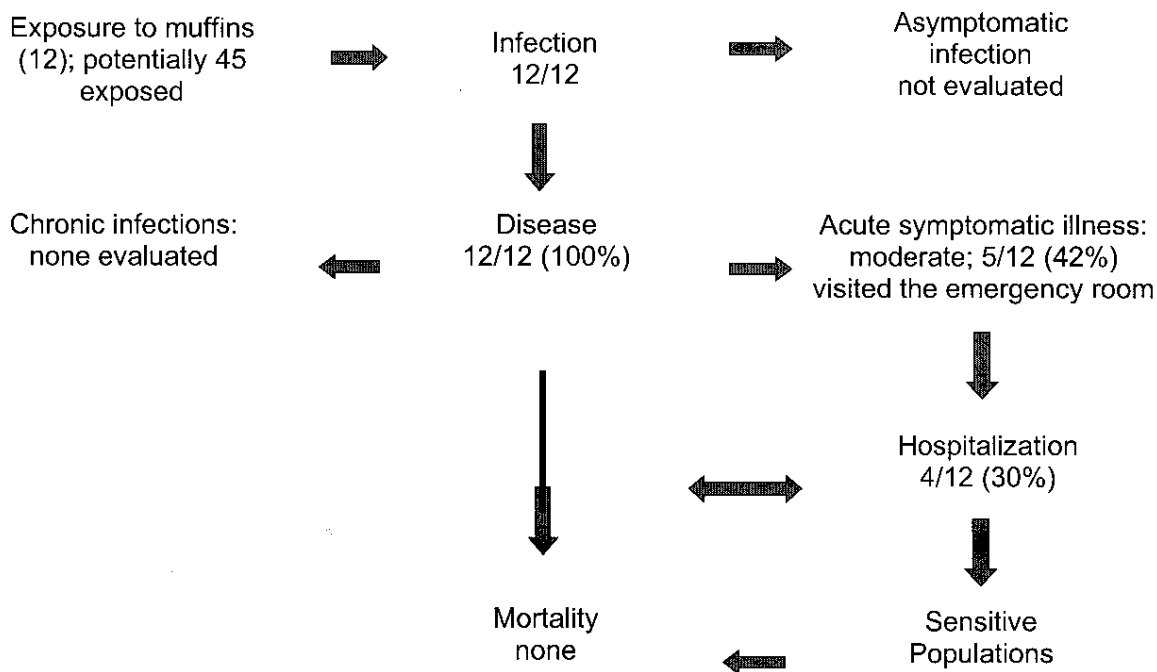 Exposure to muffins
(12); potentially 45
exposed
Infection
12/12
Asymptomatic
infection
not evaluated
Chronic infections:
none evaluated
Disease
12/12 (100%)
Acute symptomatic illness:
moderate; 5/12 (42%)
visited the emergency room
Hospitalization
4/12 (30%)
Mortality
none
Sensitive
Populations